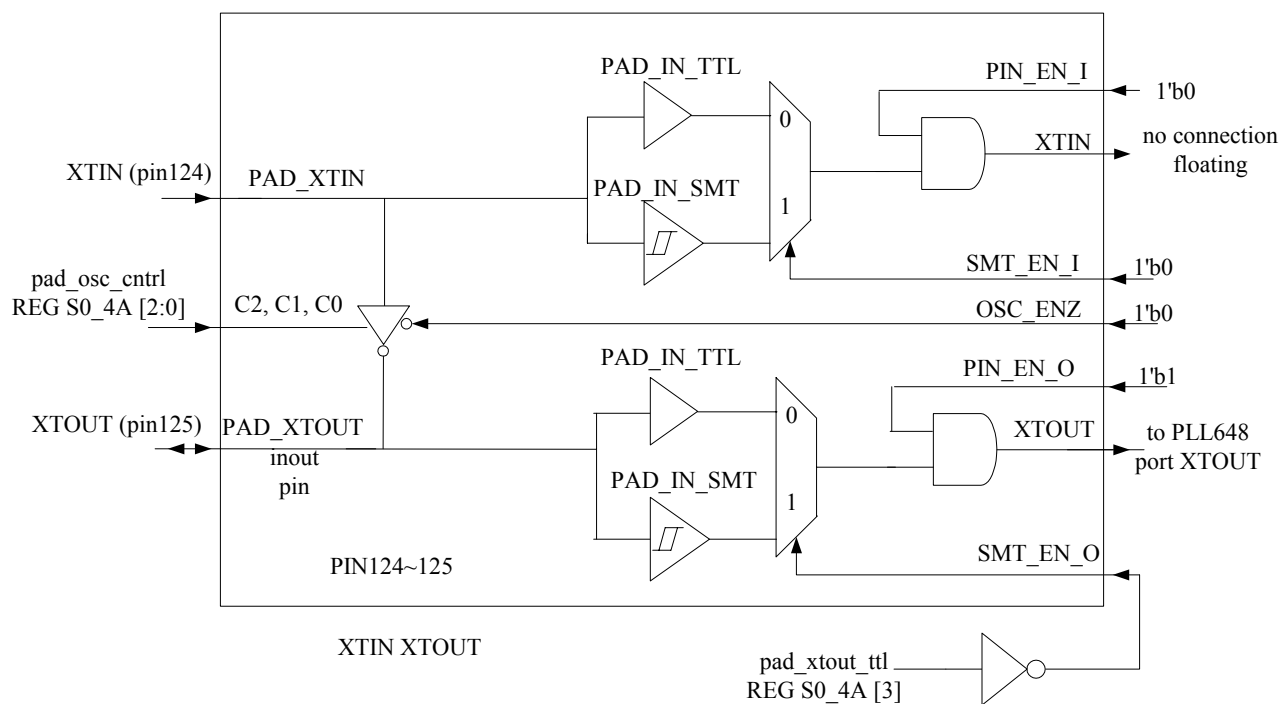 PAD_IN_TTL
PIN_EN_I
1'b0
0
XTIN
no connection
floating
XTIN (pin124)
PAD_XTIN
PAD_IN_SMT
1
SMT_EN_I
1'b0
pad_osc_cntrl
REG S0_4A [2:0]
C2, C1, C0
OSC_ENZ
1'b0
PAD_IN_TTL
PIN_EN_O
1'b1
0
XTOUT (pin125)
PAD_XTOUT
inout
pin
XTOUT
to PLL648
port XTOUT
PAD_IN_SMT
1
SMT_EN_O
PIN124~125
XTIN XTOUT
pad_xtout_ttl
REG S0_4A [3]